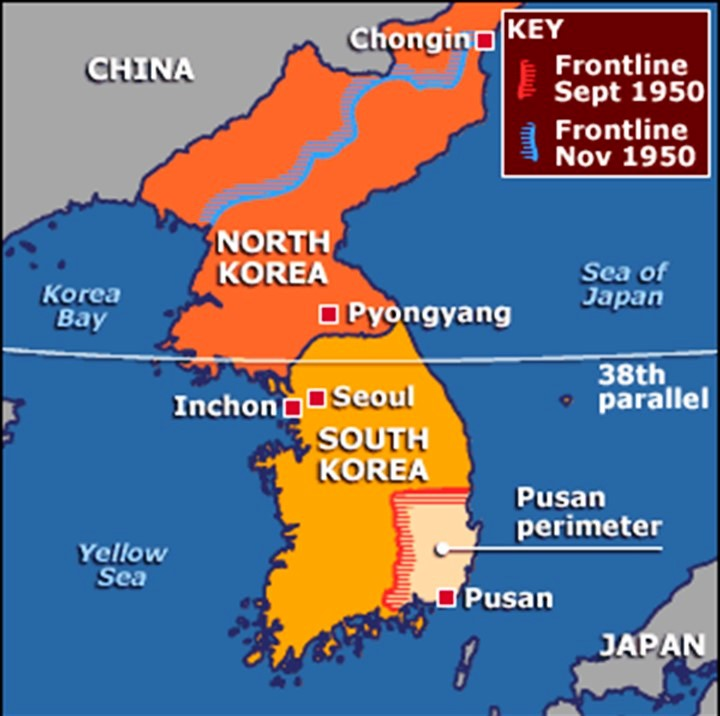 Chongin
KEY
CHINA
Frontline
Sept 1950
Frontline
Nov 1950
NORTH
KOREA
Korea
Bay
Sea of
Japan
Pyongyang
38th
parallel
Inchon
Seoul
SOUTH
KOREA
Pusan
perimeter
Yellow
Sea
Pusan
JAPAN